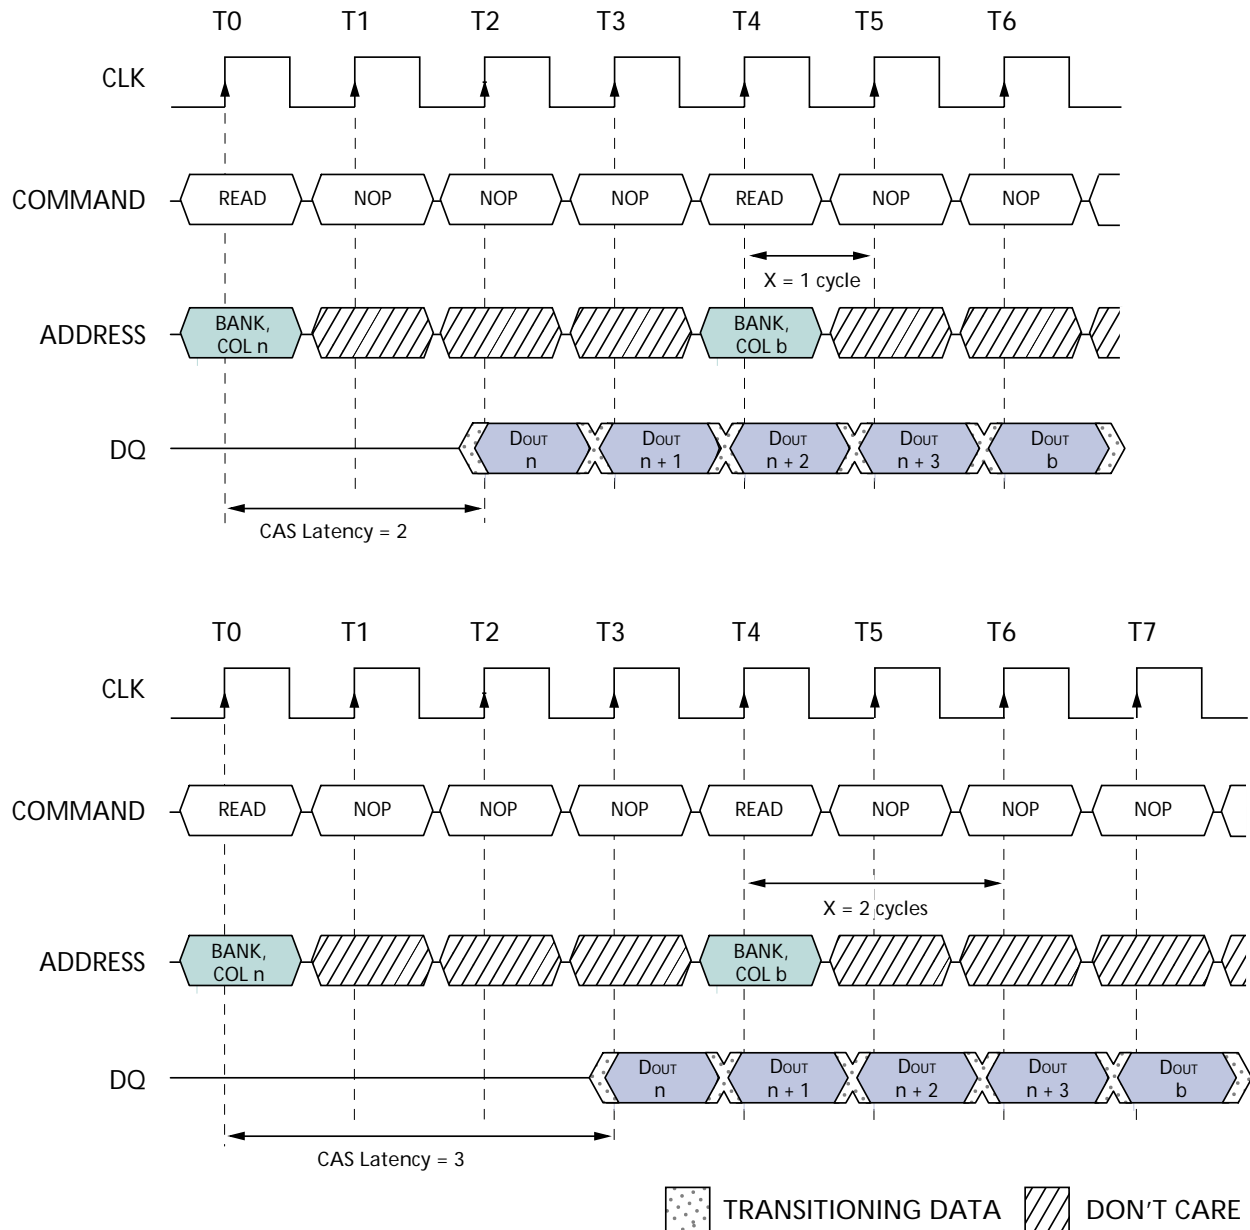 T0 T1 T2 T3 T4 T5 T6
CLK
COMMAND READ NOP NOP NOP READ NOP NOP
X = 1 cycle
ADDRESS BANK, COL n BANK, COL b
DQ DOUT n DOUT n + 1 DOUT n + 2 DOUT n + 3 DOUT b
CAS Latency = 2
T0 T1 T2 T3 T4 T5 T6 T7
CLK
COMMAND READ NOP NOP NOP READ NOP NOP NOP
X = 2 cycles
ADDRESS BANK, COL n BANK, COL b
DQ DOUT n DOUT n + 1 DOUT n + 2 DOUT n + 3 DOUT b
CAS Latency = 3
TRANSITIONING DATA DON'T CARE